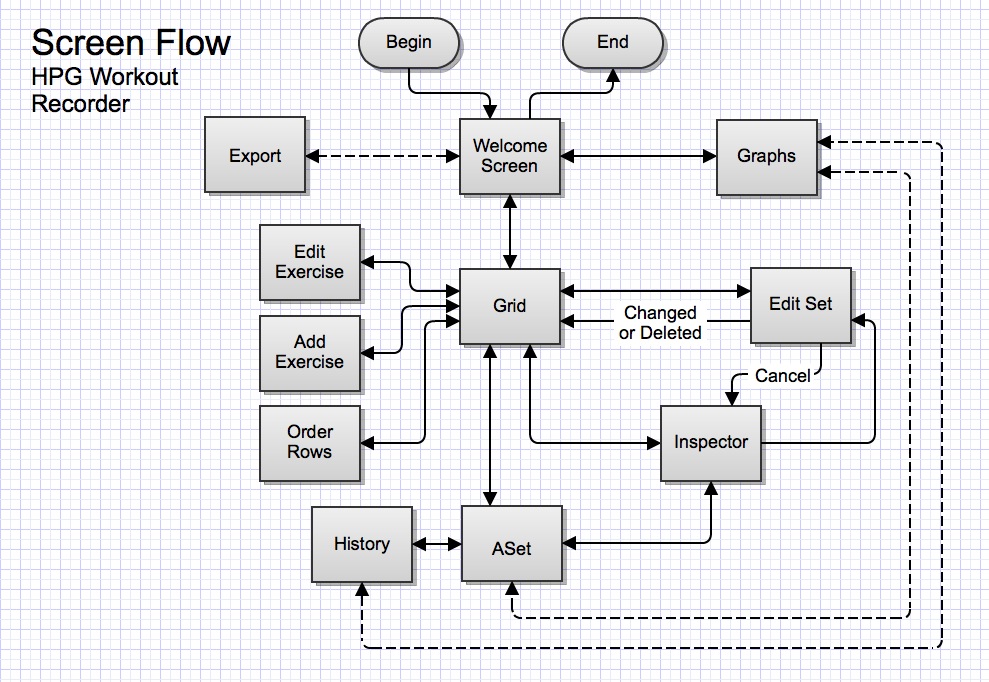 Screen Flow
HPG Workout
Recorder
Begin
End
Export
Welcome
Screen
Graphs
Edit
Exercise
Grid
Edit Set
Changed
or Deleted
Add
Exercise
Cancel
Order
Rows
Inspector
History
ASet